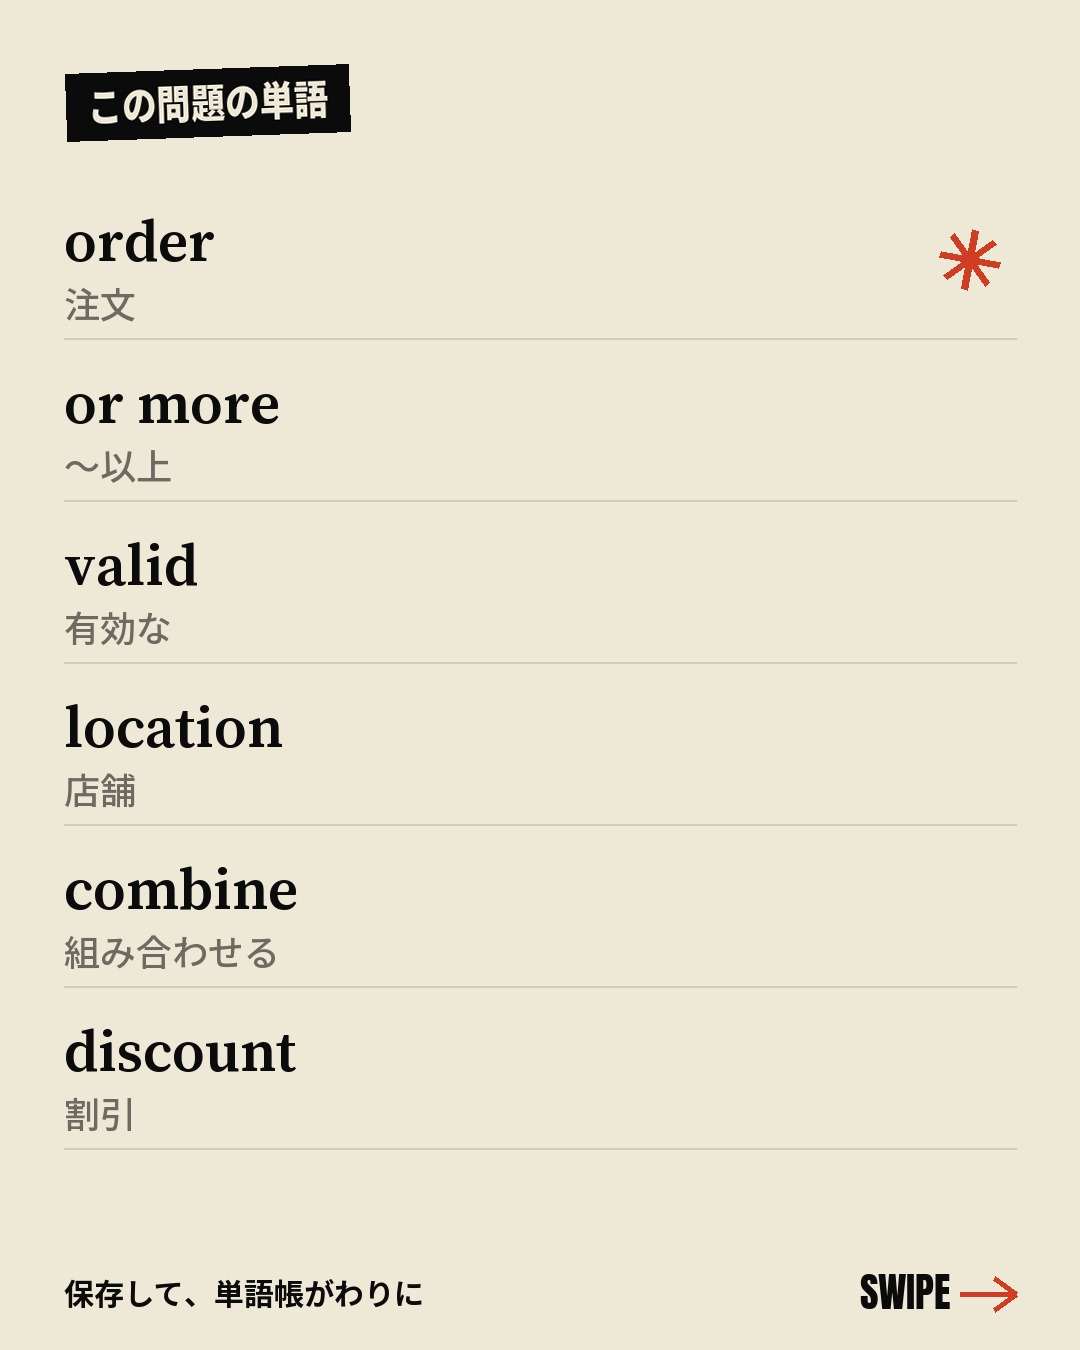 この問題の単語
order
注文
or more
〜以上
valid
有効な
location
店舗
combine
組み合わせる
discount
割引
保存して、単語帳がわりに
SWIPE